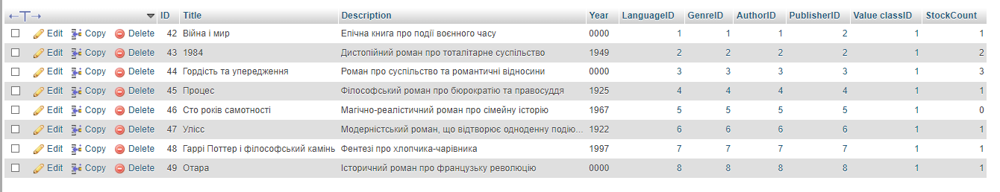 ID Title Description Year LanguageID GenreID AuthorID PublisherID Value classID StockCount
Edit Copy Delete 42 Війна і мир Епічна книга про події воєнного часу 0000 1 1 1 2 1 1
Edit Copy Delete 43 1984 Дистопійний роман про тоталітарне суспільство 1949 2 2 2 2 1 2
Edit Copy Delete 44 Гордість та упередження Роман про суспільство та романтичні відносини 0000 3 3 3 3 1 3
Edit Copy Delete 45 Процес Філософський роман про бюрократію та правосуддя 1925 4 4 4 4 1 1
Edit Copy Delete 46 Сто років самотності Магічно-реалістичний роман про сімейну історію 1967 5 5 5 5 1 0
Edit Copy Delete 47 Улісс Модерністський роман, що відтворює одноденну подію... 1922 6 6 6 6 1 1
Edit Copy Delete 48 Гаррі Поттер і філософський камінь Фентезі про хлопчика-чарівника 1997 7 7 7 7 1 1
Edit Copy Delete 49 Отара Історичний роман про французьку революцію 0000 8 8 8 8 1 1